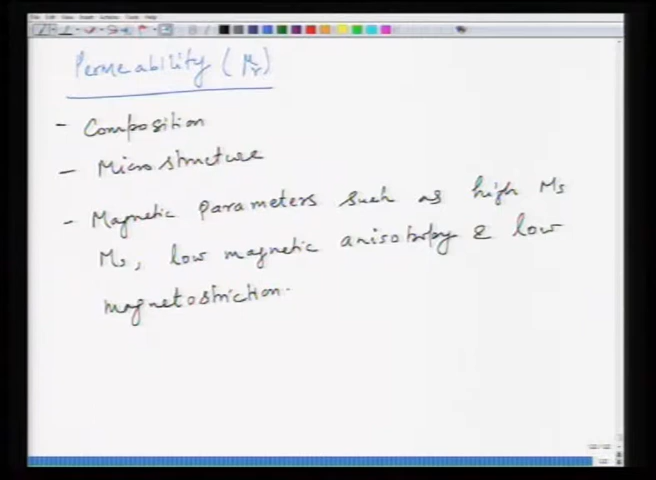 Permeability (μr)
- Composition
- Microstructure
- Magnetic Parameters such as high Ms
Ms, low magnetic anisotropy & low
magnetostriction.